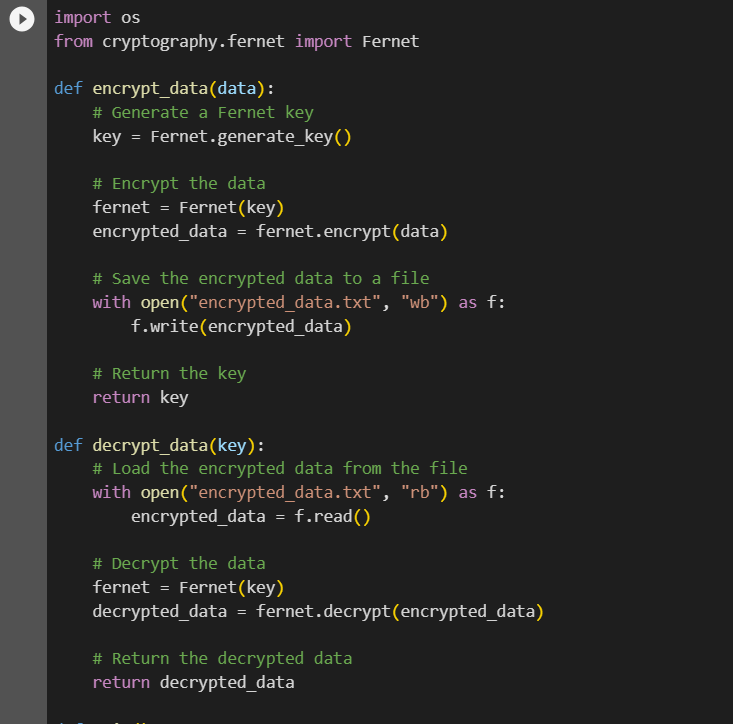 import os
from cryptography.fernet import Fernet

def encrypt_data(data):
    # Generate a Fernet key
    key = Fernet.generate_key()

    # Encrypt the data
    fernet = Fernet(key)
    encrypted_data = fernet.encrypt(data)

    # Save the encrypted data to a file
    with open("encrypted_data.txt", "wb") as f:
        f.write(encrypted_data)

    # Return the key
    return key

def decrypt_data(key):
    # Load the encrypted data from the file
    with open("encrypted_data.txt", "rb") as f:
        encrypted_data = f.read()

    # Decrypt the data
    fernet = Fernet(key)
    decrypted_data = fernet.decrypt(encrypted_data)

    # Return the decrypted data
    return decrypted_data